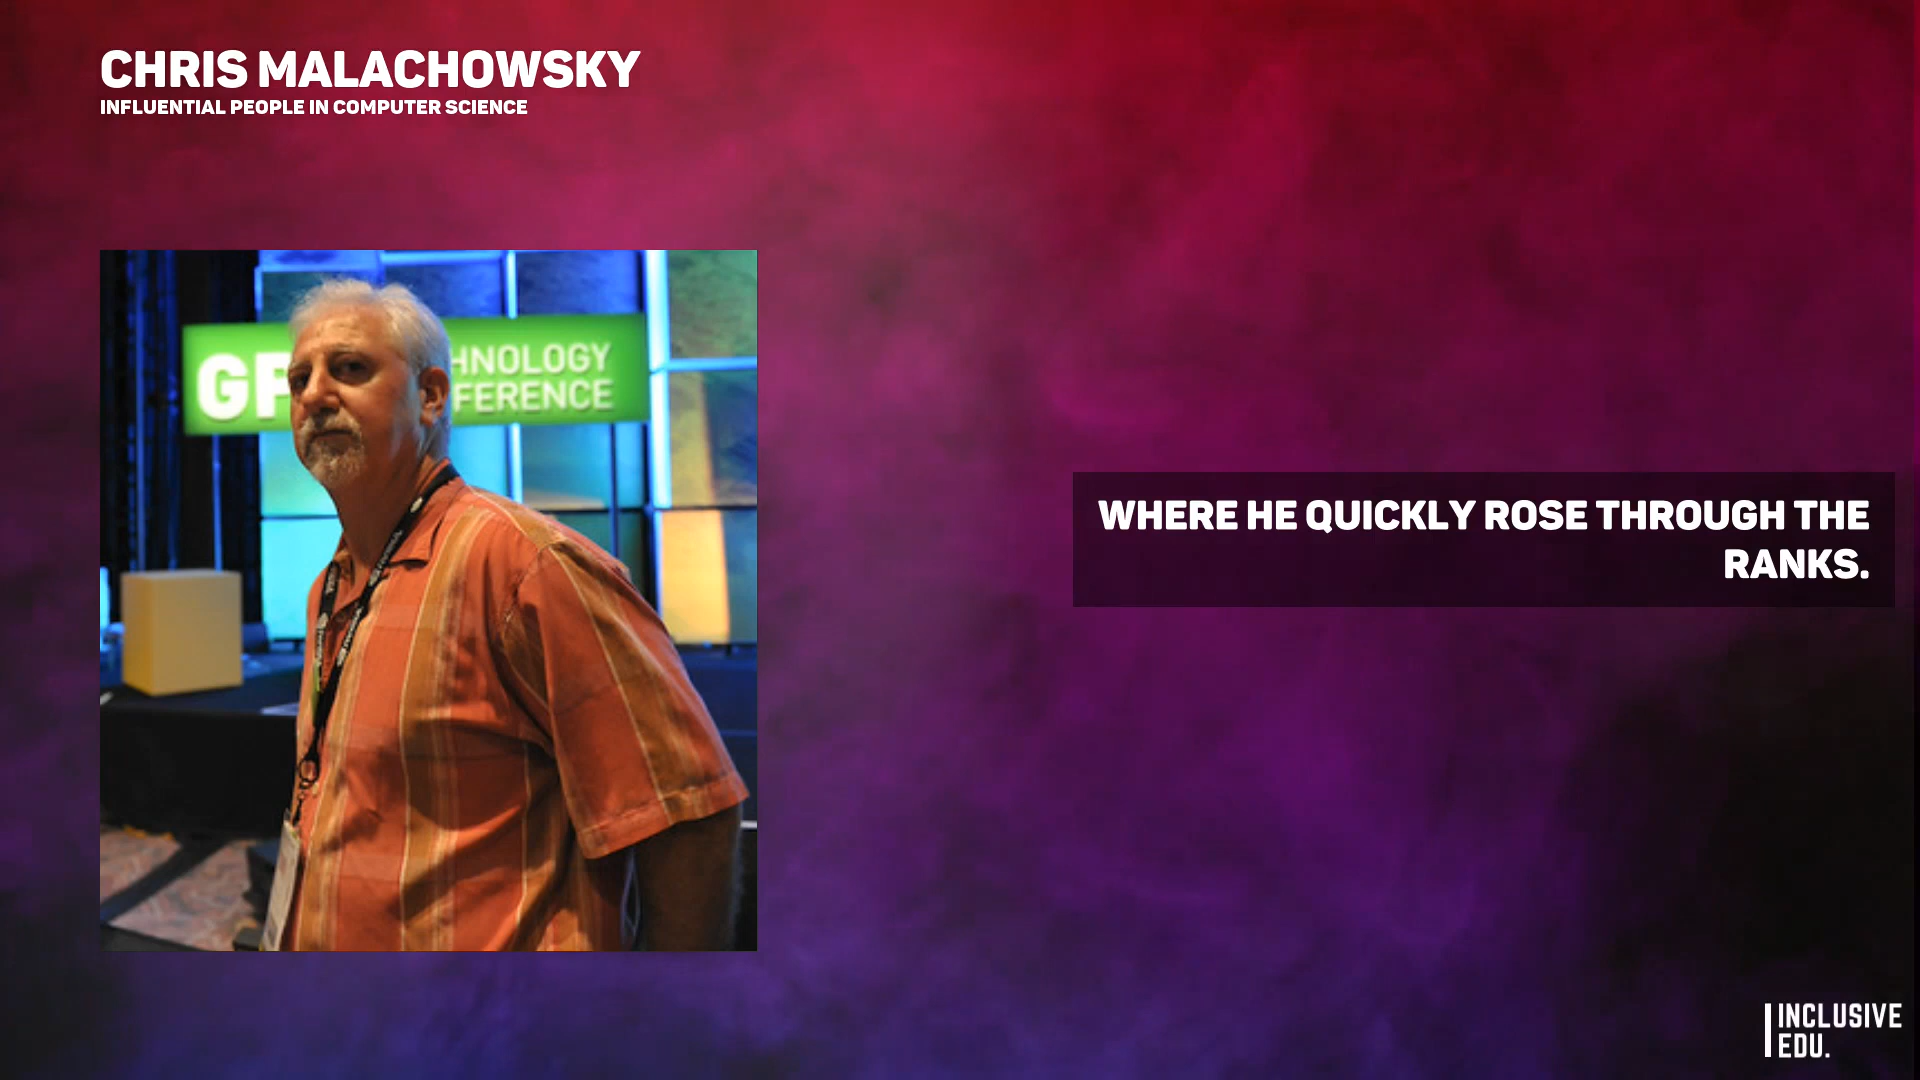 CHRIS MALACHOWSKY
INFLUENTIAL PEOPLE IN COMPUTER SCIENCE
HNOLOGY
FERENCE
WHERE HE QUICKLY ROSE THROUGH THE
RANKS.
INCLUSIVE
EDU.